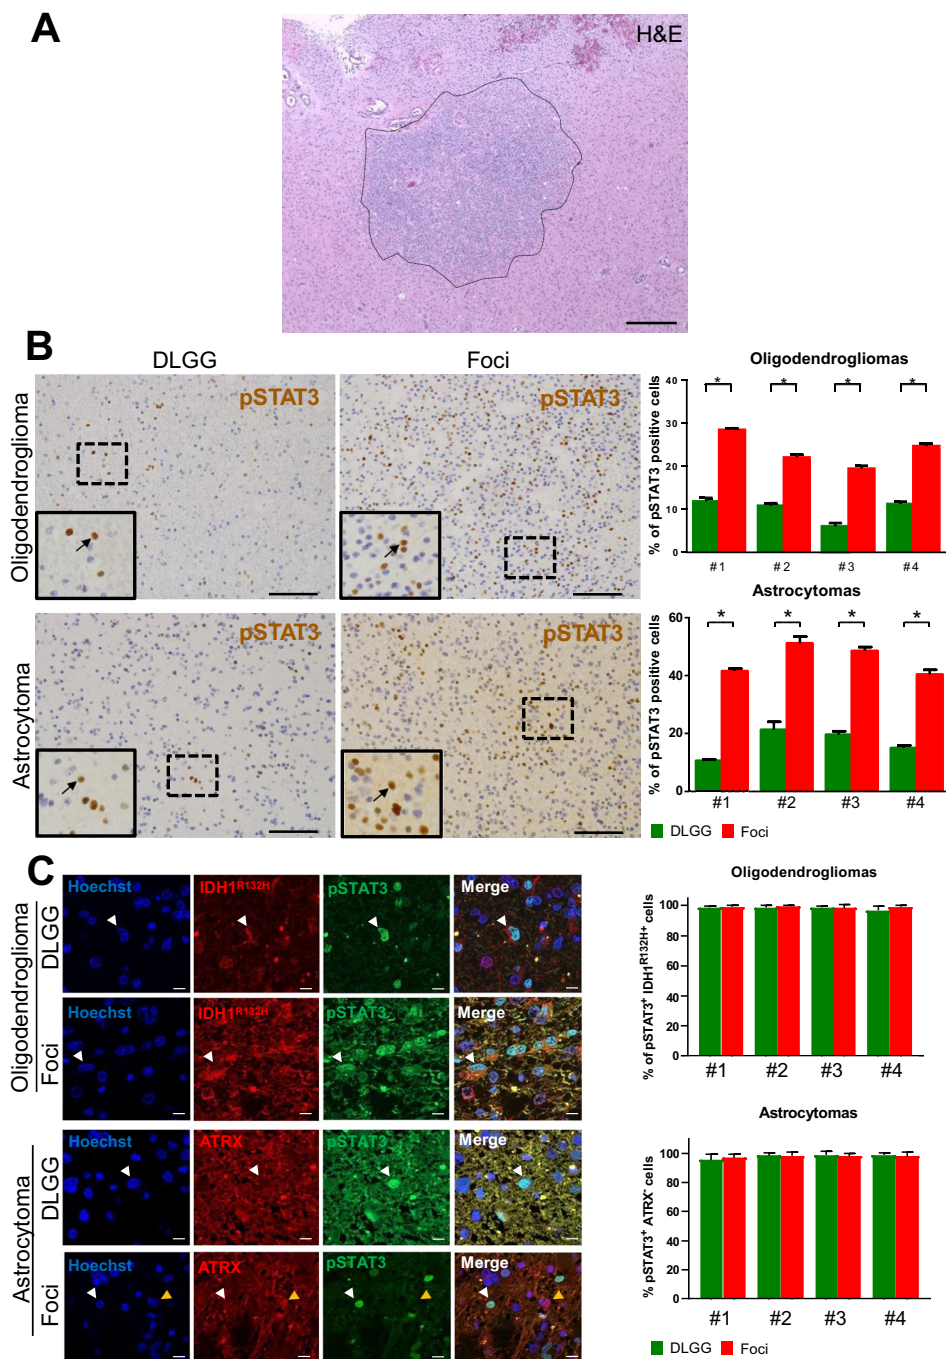 A
H&E
B
DLGG
Foci
Oligodendroglioma
pSTAT3
pSTAT3
Astrocytoma
pSTAT3
pSTAT3
Oligodendrogliomas
% of pSTAT3 positive cells
40
30
20
10
0
* * * *
#1 #2 #3 #4
Astrocytomas
% of pSTAT3 positive cells
60
40
20
0
* * * *
#1 #2 #3 #4
DLGG Foci
C
Oligodendroglioma
DLGG
Hoechst IDH1R132H pSTAT3 Merge
Foci
Hoechst IDH1R132H pSTAT3 Merge
Astrocytoma
DLGG
Hoechst ATRX pSTAT3 Merge
Foci
Hoechst ATRX pSTAT3 Merge
Oligodendrogliomas
% of pSTAT3+ IDH1R132H+ cells
100
80
60
40
20
0
#1 #2 #3 #4
Astrocytomas
% pSTAT3+ ATRX- cells
100
80
60
40
20
0
#1 #2 #3 #4
DLGG Foci